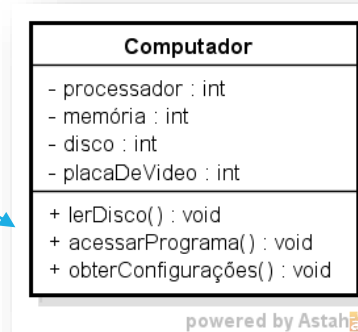 Computador
- processador : int
- memória : int
- disco : int
- placaDeVideo : int
+ lerDisco() : void
+ acessarPrograma() : void
+ obterConfigurações() : void
powered by Astah